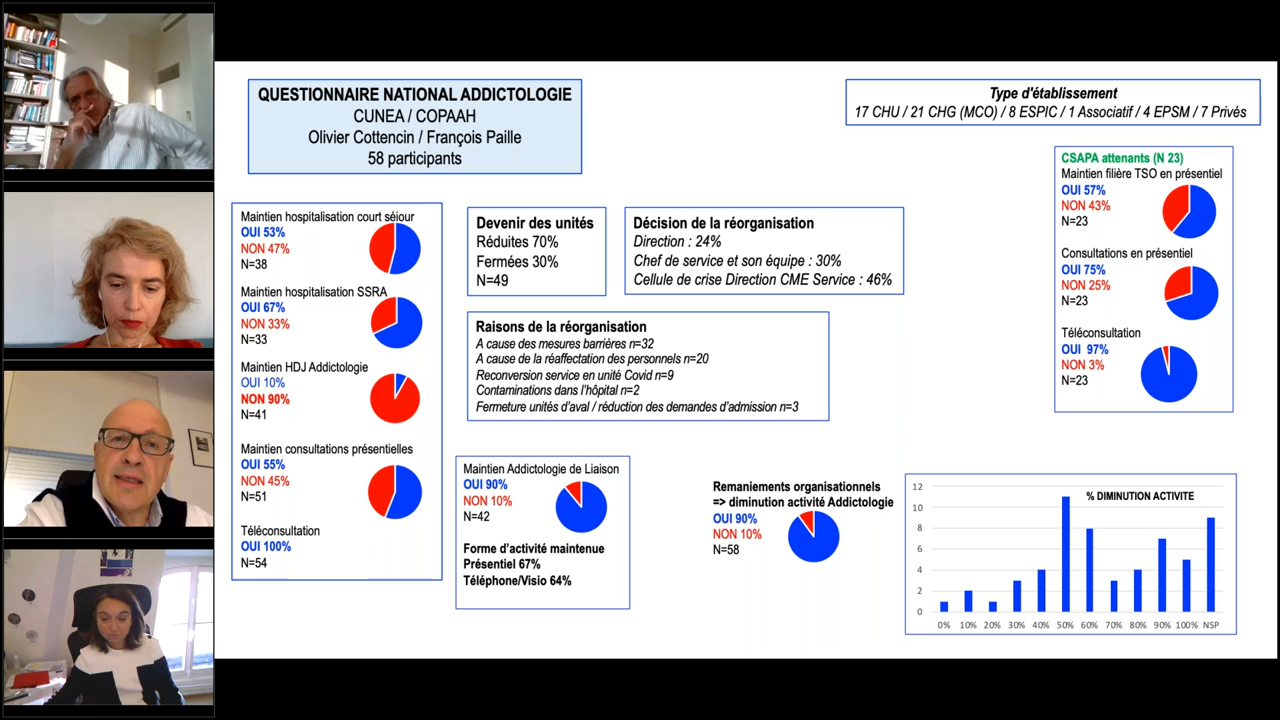 QUESTIONNAIRE NATIONAL ADDICTOLOGIE
CUNEA / COPAAH
Olivier Cottencin / François Paille
58 participants
Type d'établissement
17 CHU / 21 CHG (MCO) / 8 ESPIC / 1 Associatif / 4 EPSM / 7 Privés
Maintien hospitalisation court séjour
OUI 53%
NON 47%
N=38
Maintien hospitalisation SSRA
OUI 67%
NON 33%
N=33
Maintien HDJ Addictologie
OUI 10%
NON 90%
N=41
Maintien consultations présentielles
OUI 55%
NON 45%
N=51
Téléconsultation
OUI 100%
N=54
Devenir des unités
Réduites 70%
Fermées 30%
N=49
Décision de la réorganisation
Direction : 24%
Chef de service et son équipe : 30%
Cellule de crise Direction CME Service : 46%
Raisons de la réorganisation
A cause des mesures barrières n=32
A cause de la réaffectation des personnels n=20
Reconversion service en unité Covid n=9
Contaminations dans l'hôpital n=2
Fermeture unités d'aval / réduction des demandes d'admission n=3
Maintien Addictologie de Liaison
OUI 90%
NON 10%
N=42
Forme d'activité maintenue
Présentiel 67%
Téléphone/Visio 64%
Remaniements organisationnels
=> diminution activité Addictologie
OUI 90%
NON 10%
N=58
CSAPA attenants (N 23)
Maintien filière TSO en présentiel
OUI 57%
NON 43%
N=23
Consultations en présentiel
OUI 75%
NON 25%
N=23
Téléconsultation
OUI 97%
NON 3%
N=23
% DIMINUTION ACTIVITE
12
10
8
6
4
2
0
0% 10% 20% 30% 40% 50% 60% 70% 80% 90% 100% NSP